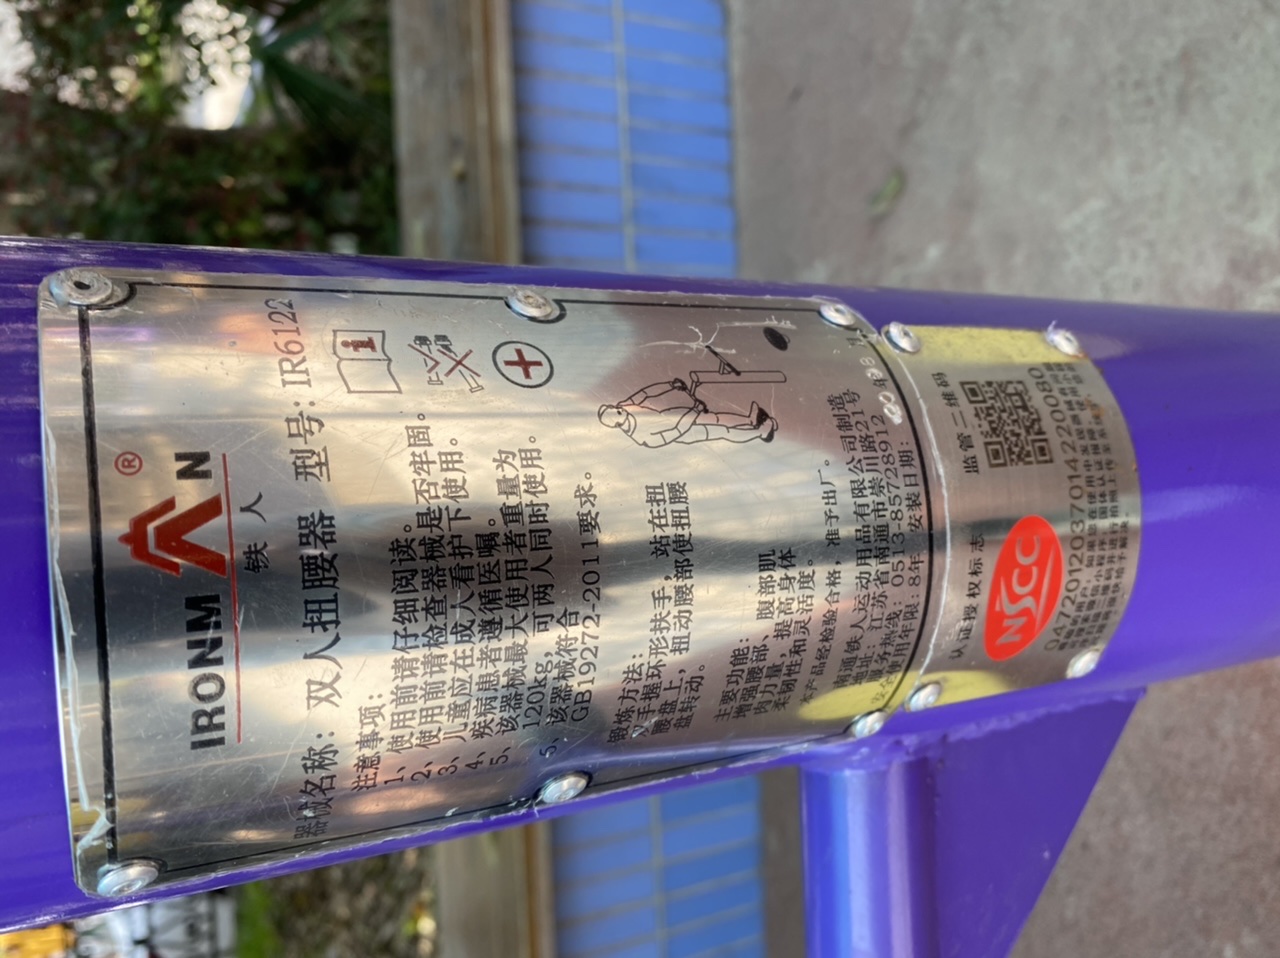 IRONM N
®
铁 人
器械名称: 双人扭腰器 型号: IR6122
注意事项:
1、使用前请仔细阅读。
2、使用前请检查器械是否牢固。
3、儿童应在成人看护下使用。
4、疾病患者遵循医嘱。
5、该器械最大使用者重量为
120kg, 可两人同时使用。
5、该器械符合
GB19272-2011要求。
锻炼方法:
双手握环形扶手, 站在扭
腰盘上, 扭动腰部使扭腰
盘转动。
主要功能:
增强腰部、腹部肌
肉力量, 提高身体
柔韧性和灵活度。
本产品经检验合格, 准予出厂。
南通铁人运动用品有限公司制造
地址: 江苏省南通市崇川路21号
服务热线: 0513-85728912
安全使用年限: 8年 安装日期:
认证授权标志 监管二维码
NSCC
0472012037014220080